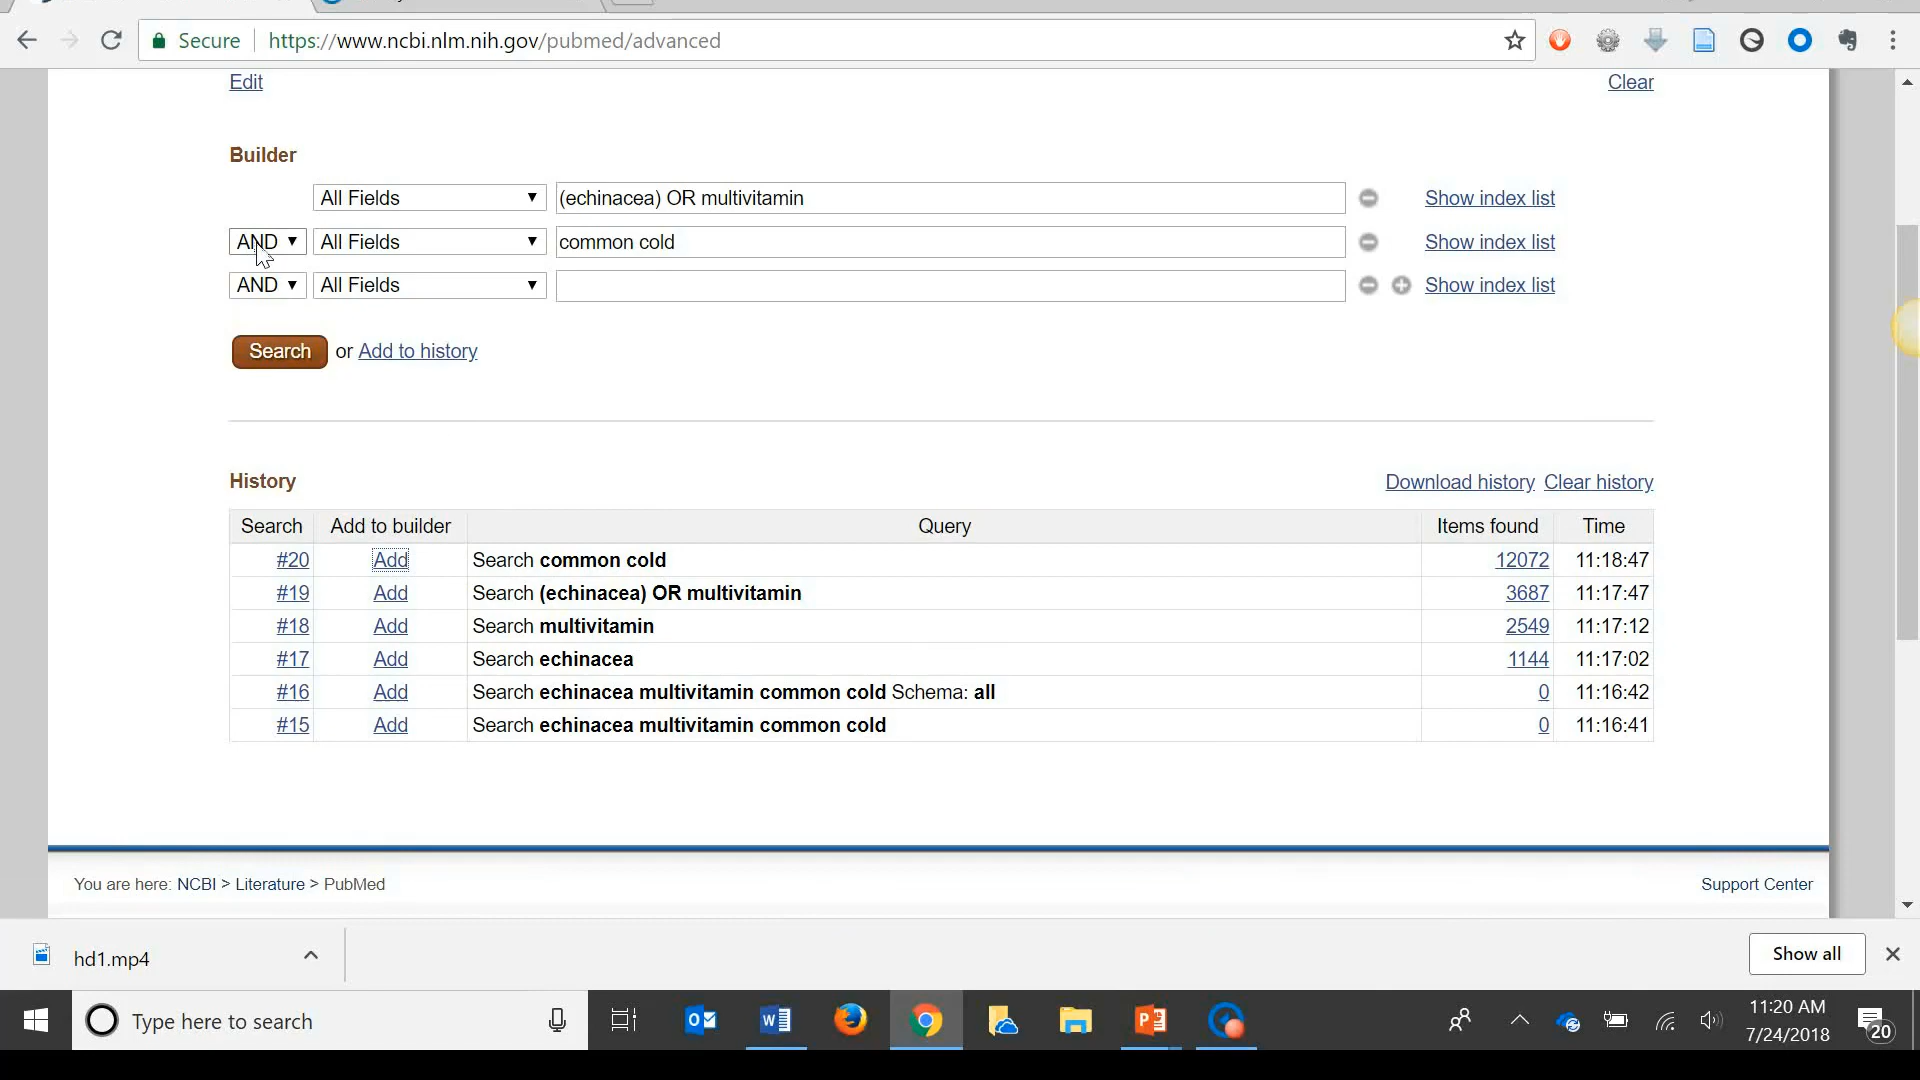 Secure https://www.ncbi.nlm.nih.gov/pubmed/advanced
Edit Clear
Builder
All Fields (echinacea) OR multivitamin Show index list
AND All Fields common cold Show index list
AND All Fields Show index list
Search or Add to history
History Download history Clear history
Search Add to builder Query Items found Time
#20 Add Search common cold 12072 11:18:47
#19 Add Search (echinacea) OR multivitamin 3687 11:17:47
#18 Add Search multivitamin 2549 11:17:12
#17 Add Search echinacea 1144 11:17:02
#16 Add Search echinacea multivitamin common cold Schema: all 0 11:16:42
#15 Add Search echinacea multivitamin common cold 0 11:16:41
You are here: NCBI > Literature > PubMed Support Center
hd1.mp4 Show all
Type here to search
11:20 AM
7/24/2018
20